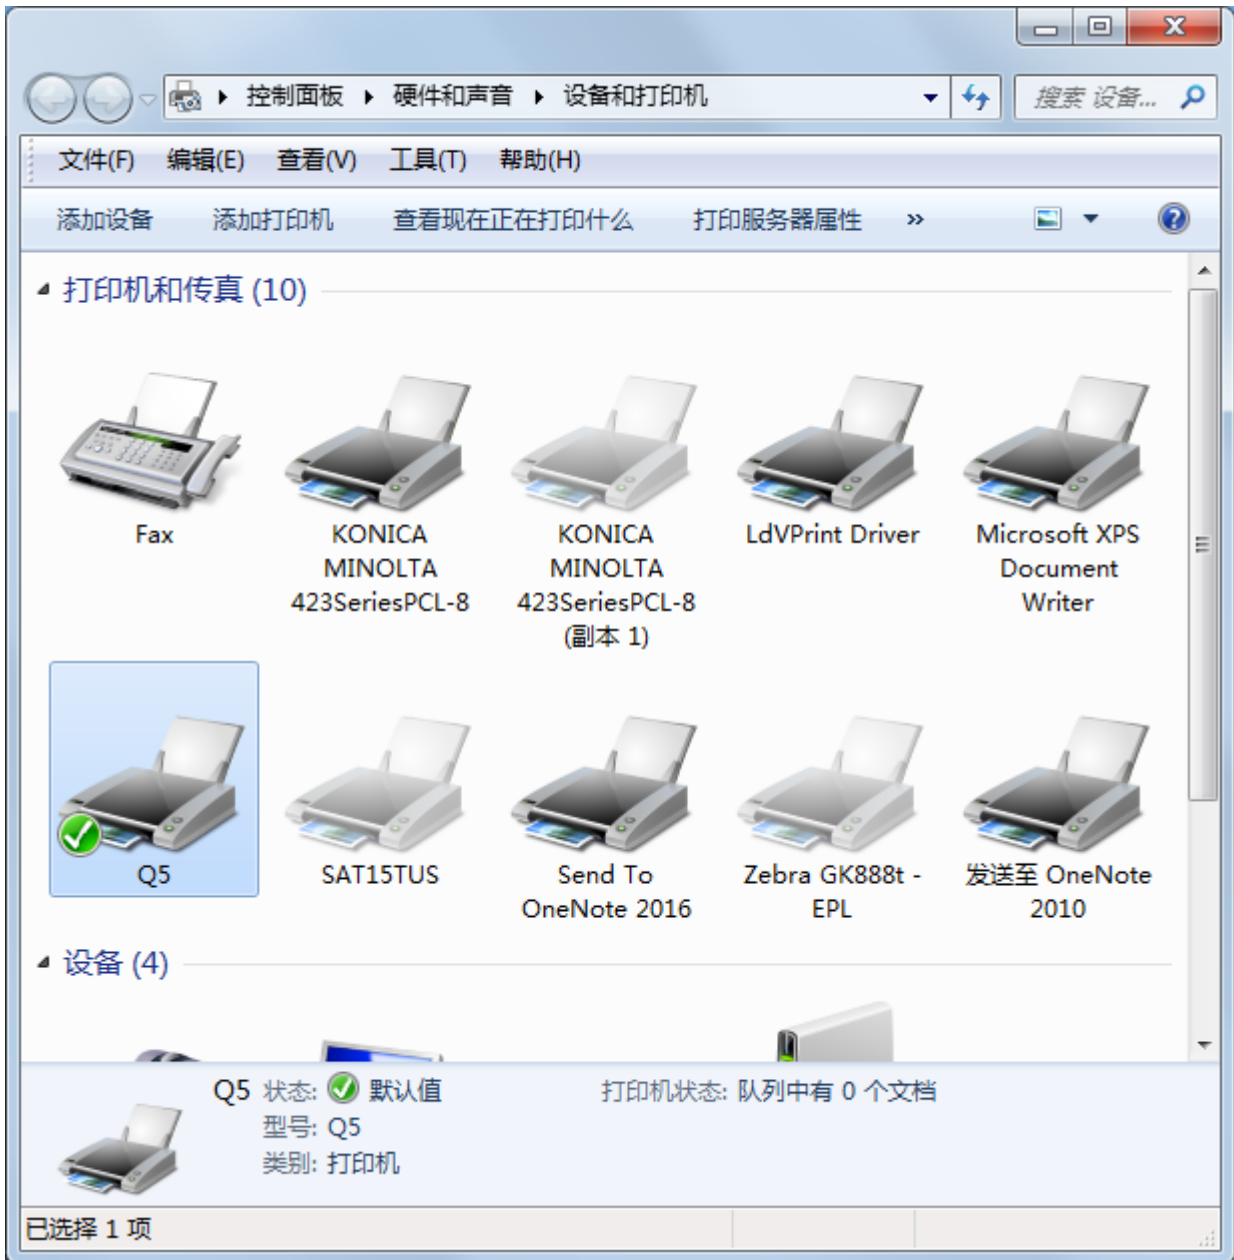 控制面板 硬件和声音 设备和打印机 搜索 设备...
文件(F) 编辑(E) 查看(V) 工具(T) 帮助(H)
添加设备 添加打印机 查看现在正在打印什么 打印服务器属性 »
打印机和传真 (10)
Fax
KONICA
MINOLTA
423SeriesPCL-8
KONICA
MINOLTA
423SeriesPCL-8
(副本 1)
LdVPrint Driver
Microsoft XPS
Document
Writer
Q5
SAT15TUS
Send To
OneNote 2016
Zebra GK888t -
EPL
发送至 OneNote
2010
设备 (4)
Q5 状态: 默认值 打印机状态: 队列中有 0 个文档
型号: Q5
类别: 打印机
已选择 1 项